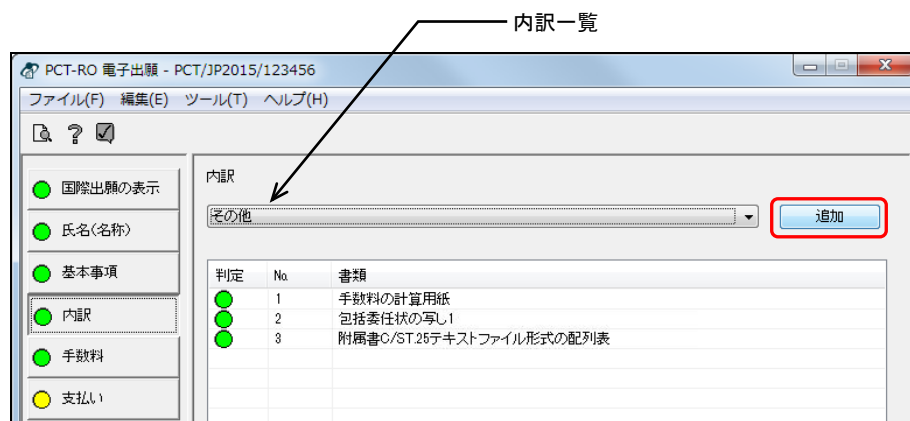 内訳一覧
PCT-RO 電子出願 - PCT/JP2015/123456
ファイル(F) 編集(E) ツール(T) ヘルプ(H)
国際出願の表示
氏名(名称)
基本事項
内訳
手数料
支払い
内訳
その他
追加
判定 No. 書類
1 手数料の計算用紙
2 包括委任状の写し1
3 附属書C/ST.25テキストファイル形式の配列表